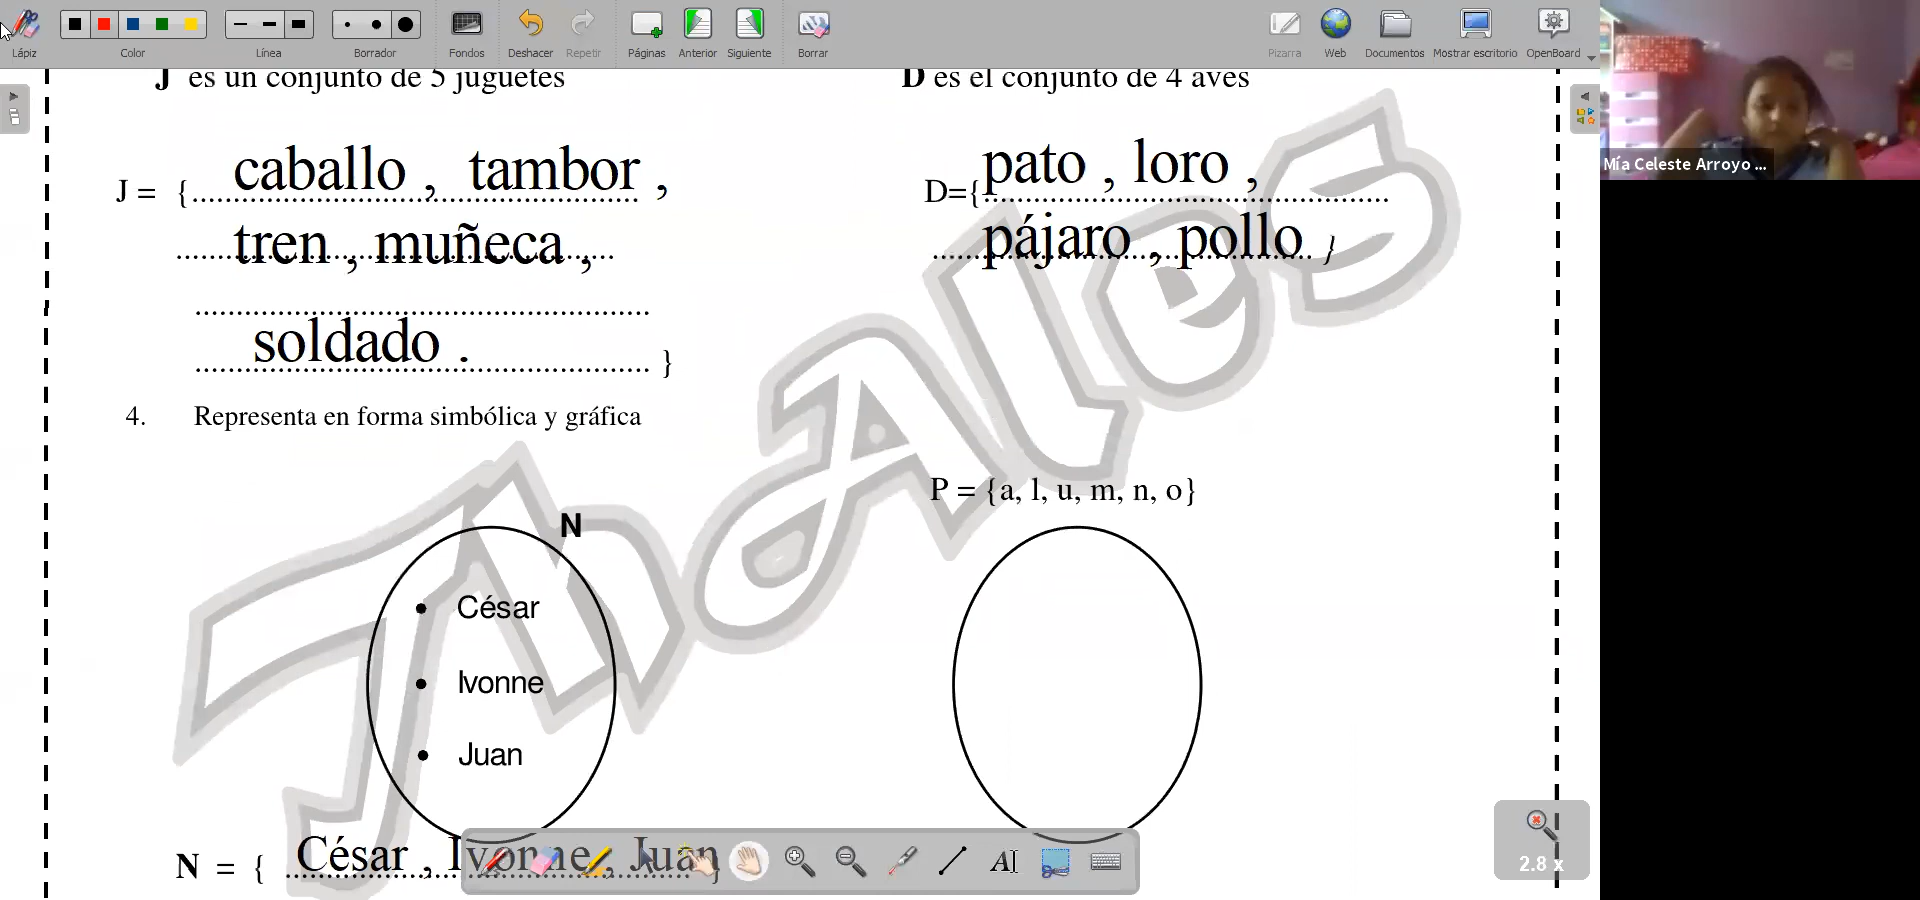 Lápiz Color Línea Borrador Fondos Deshacer Repetir Páginas Anterior Siguiente Borrar Pizarra Web Documentos Mostrar escritorio OpenBoard
J es un conjunto de 5 juguetes
J = {caballo , tambor ,
tren , muñeca ,
soldado . }
D es el conjunto de 4 aves
D={pato , loro ,
pájaro , pollo }
4. Representa en forma simbólica y gráfica
N
• César
• Ivonne
• Juan
N = { César , Ivonne , Juan }
P = {a, l, u, m, n, o}
Thales
AI
2.8 x
Mía Celeste Arroyo ...